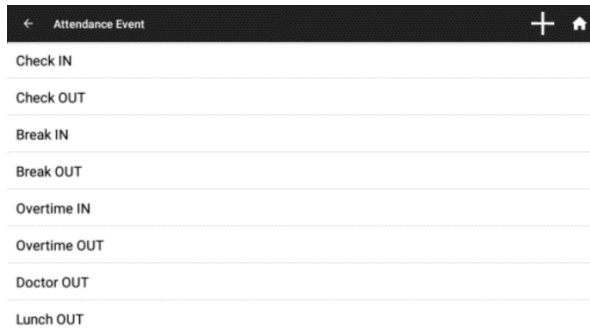 Attendance Event
Check IN
Check OUT
Break IN
Break OUT
Overtime IN
Overtime OUT
Doctor OUT
Lunch OUT